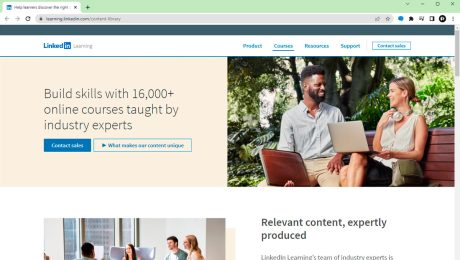 Help learners discover the right
learning.linkedin.com/content-library
LinkedIn Learning
Product Courses Resources Support Contact sales
Build skills with 16,000+
online courses taught by
industry experts
Contact sales ▶ What makes our content unique
Relevant content, expertly
produced
LinkedIn Learning's team of industry experts is